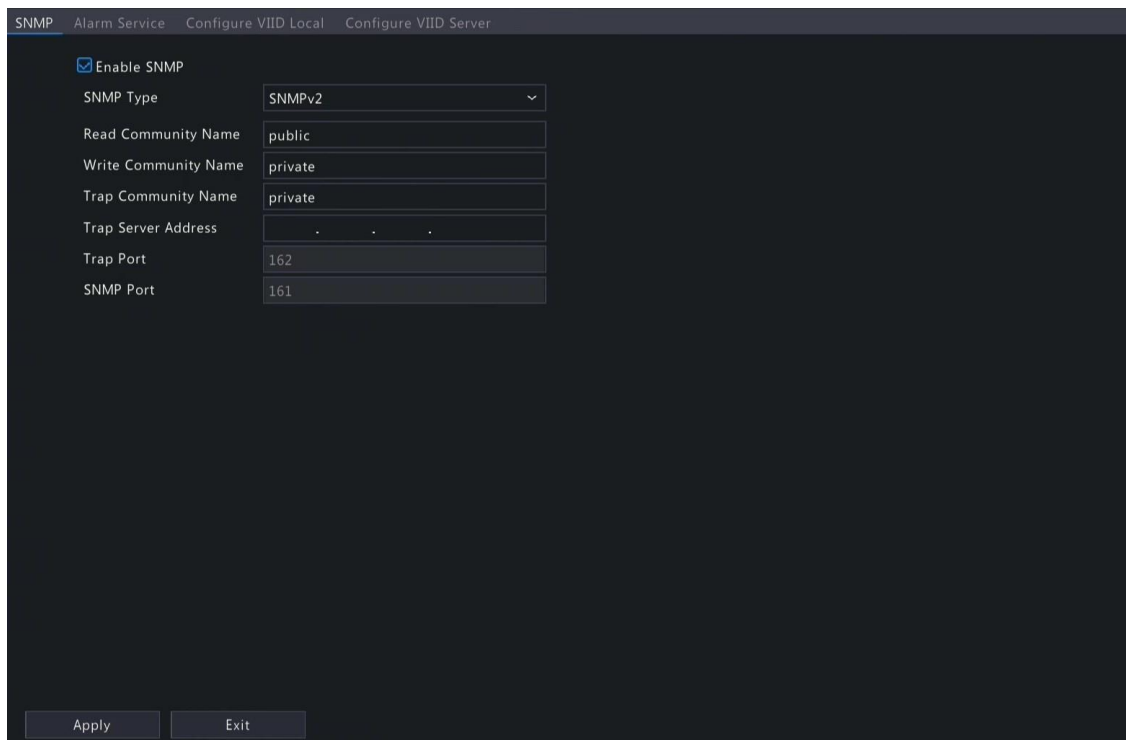 SNMP Alarm Service Configure VIID Local Configure VIID Server
Enable SNMP
SNMP Type SNMPv2
Read Community Name public
Write Community Name private
Trap Community Name private
Trap Server Address . . .
Trap Port 162
SNMP Port 161
Apply Exit